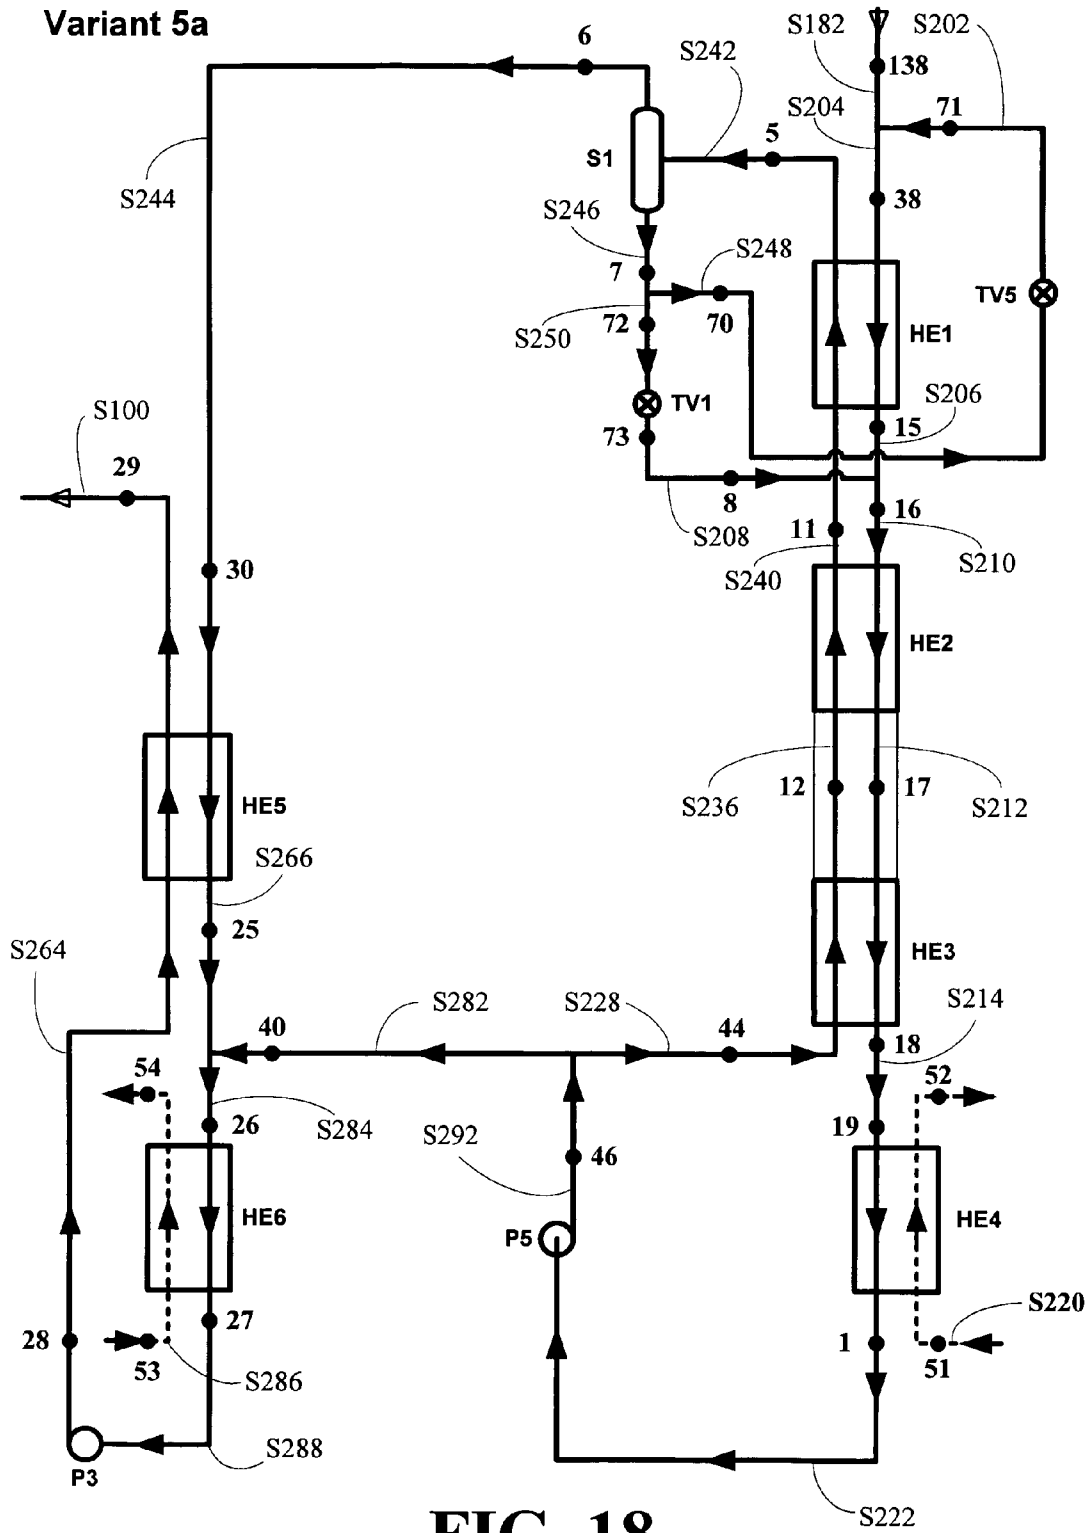 Variant 5a
6
S242
S182
S202
138
S204
71
5
S1
S244
S246
38
7
S248
TV5
S250
72
70
HE1
S100
TV1
S206
29
73
15
8
16
11
S208
S240
S210
30
HE2
S236
12
17
S212
HE5
S266
25
S264
HE3
S282
S228
S214
40
44
18
54
52
26
S284
S292
19
46
HE6
P5
HE4
27
S220
28
53
1
51
S286
S288
P3
S222
FIG. 18